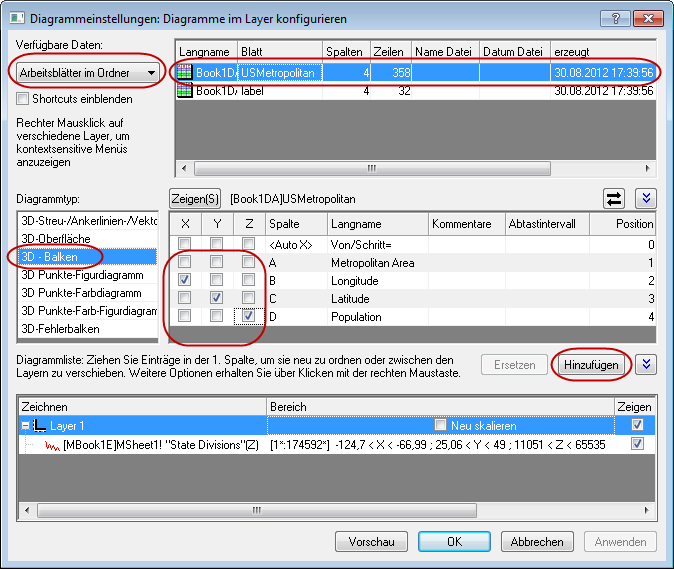 Diagrammeinstellungen: Diagramme im Layer konfigurieren
Verfügbare Daten:
Arbeitsblätter im Ordner
Shortcuts einblenden
Rechter Mausklick auf
verschiedene Layer, um
kontextsensitive Menüs
anzuzeigen
Langname Blatt Spalten Zeilen Name Datei Datum Datei erzeugt
Book1DA USMetropolitan 4 358 30.08.2012 17:39:56
Book1DA label 4 32 30.08.2012 17:39:56
Diagrammtyp:
3D-Streu-/Ankerlinien-/Vekto
3D-Oberfläche
3D - Balken
3D Punkte-Figurdiagramm
3D Punkte-Farbdiagramm
3D Punkte-Farb-Figurdiagram
3D-Fehlerbalken
Zeigen(S) [Book1DA]USMetropolitan
X Y Z Spalte Langname Kommentare Abtastintervall Position
<Auto X> Von/Schritt= 0
A Metropolitan Area 1
B Longitude 2
C Latitude 3
D Population 4
Diagrammliste: Ziehen Sie Einträge in der 1. Spalte, um sie neu zu ordnen oder zwischen den
Layern zu verschieben. Weitere Optionen erhalten Sie über Klicken mit der rechten Maustaste.
Ersetzen Hinzufügen
Zeichnen Bereich Zeigen
Layer 1 Neu skalieren
[MBook1E]MSheet1! "State Divisions"(Z) [1*:174592*] -124,7 < X < -66,99 ; 25,06 < Y < 49 ; 11051 < Z < 65535
Vorschau OK Abbrechen Anwenden